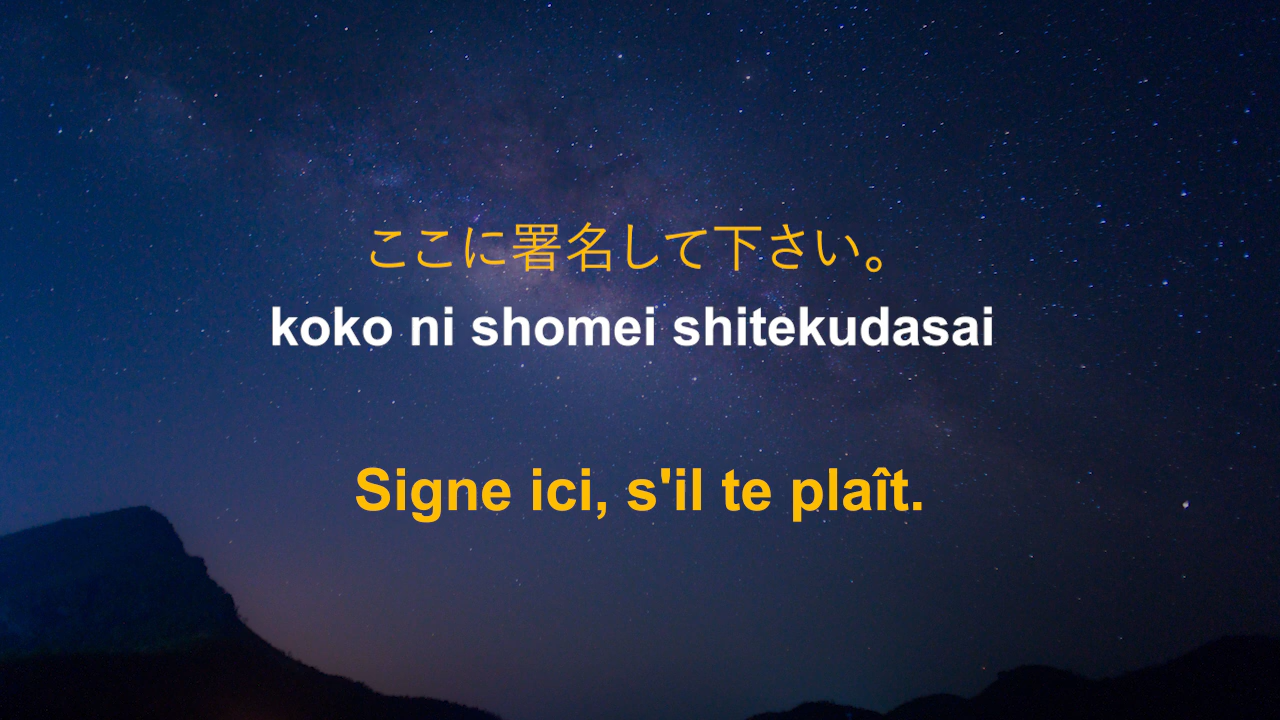 ここに署名して下さい。
koko ni shomei shitekudasai
Signe ici, s'il te plaît.